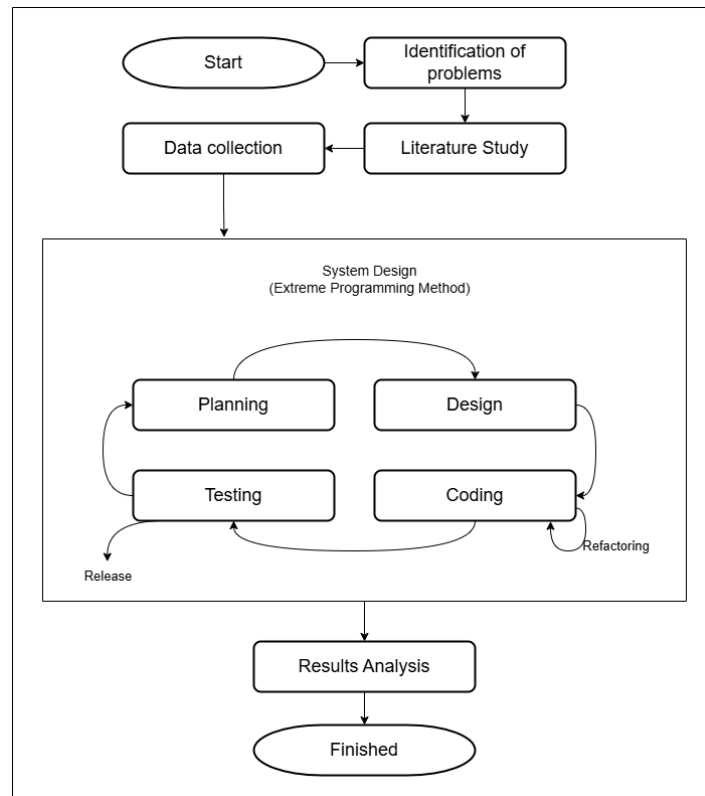 Start
Identification of
problems
Data collection
Literature Study
System Design
(Extreme Programming Method)
Planning
Design
Testing
Coding
Refactoring
Release
Results Analysis
Finished